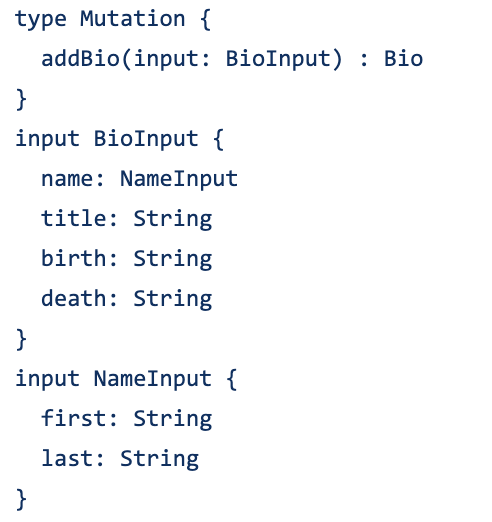 type Mutation {
  addBio(input: BioInput) : Bio
}
input BioInput {
  name: NameInput
  title: String
  birth: String
  death: String
}
input NameInput {
  first: String
  last: String
}